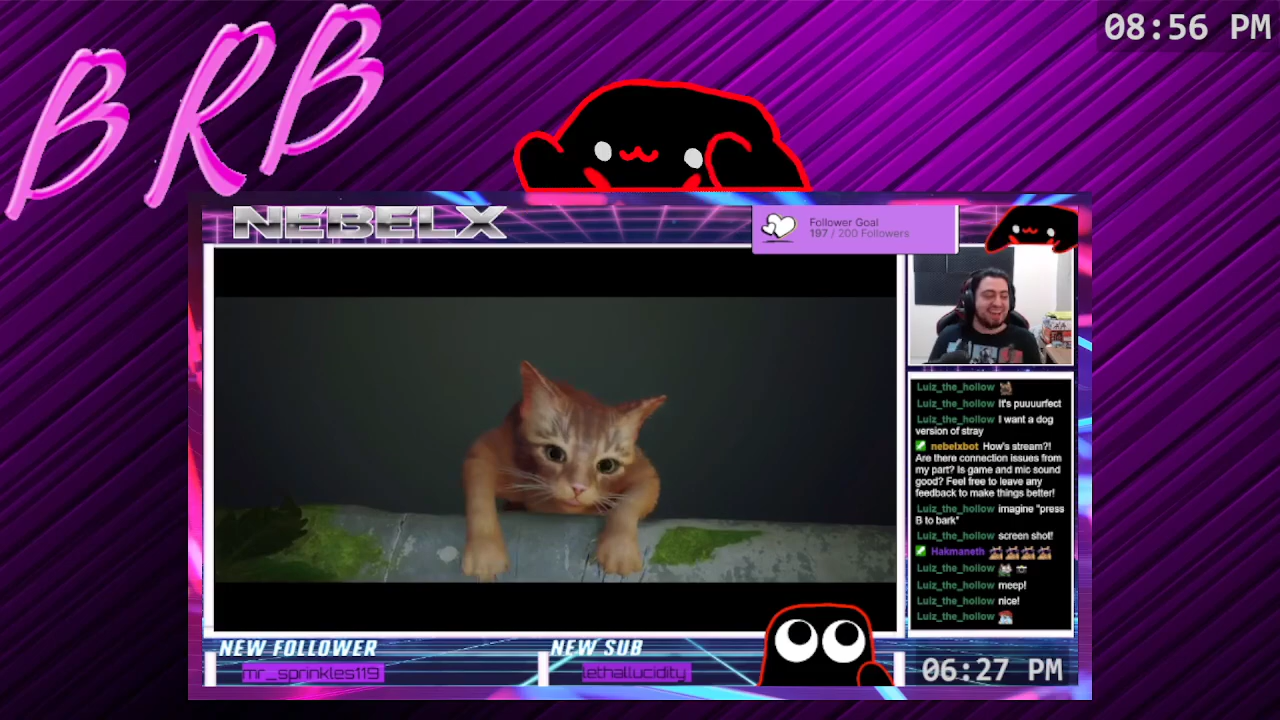 BRB
08:56 PM
NEBELX
Follower Goal
197 / 200 Followers
Luiz_the_hollow
Luiz_the_hollow It's puuuurfect
Luiz_the_hollow I want a dog
version of stray
nebelxbot How's stream?!
Are there connection issues from
my part? Is game and mic sound
good? Feel free to leave any
feedback to make things better!
Luiz_the_hollow imagine "press
B to bark"
Luiz_the_hollow screen shot!
Hakmaneth
Luiz_the_hollow
Luiz_the_hollow meep!
Luiz_the_hollow nice!
Luiz_the_hollow
NEW FOLLOWER
mr_sprinkles119
NEW SUB
lethallucidity
06:27 PM